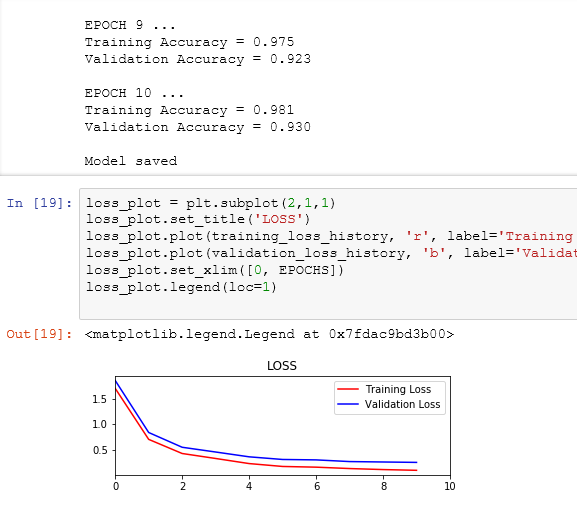 EPOCH 9 ...
Training Accuracy = 0.975
Validation Accuracy = 0.923
EPOCH 10 ...
Training Accuracy = 0.981
Validation Accuracy = 0.930
Model saved
In [19]: loss_plot = plt.subplot(2,1,1)
loss_plot.set_title('LOSS')
loss_plot.plot(training_loss_history, 'r', label='Training
loss_plot.plot(validation_loss_history, 'b', label='Validat
loss_plot.set_xlim([0, EPOCHS])
loss_plot.legend(loc=1)
Out[19]: <matplotlib.legend.Legend at 0x7fdac9bd3b00>
LOSS
Training Loss
Validation Loss
1.5
1.0
0.5
0 2 4 6 8 10